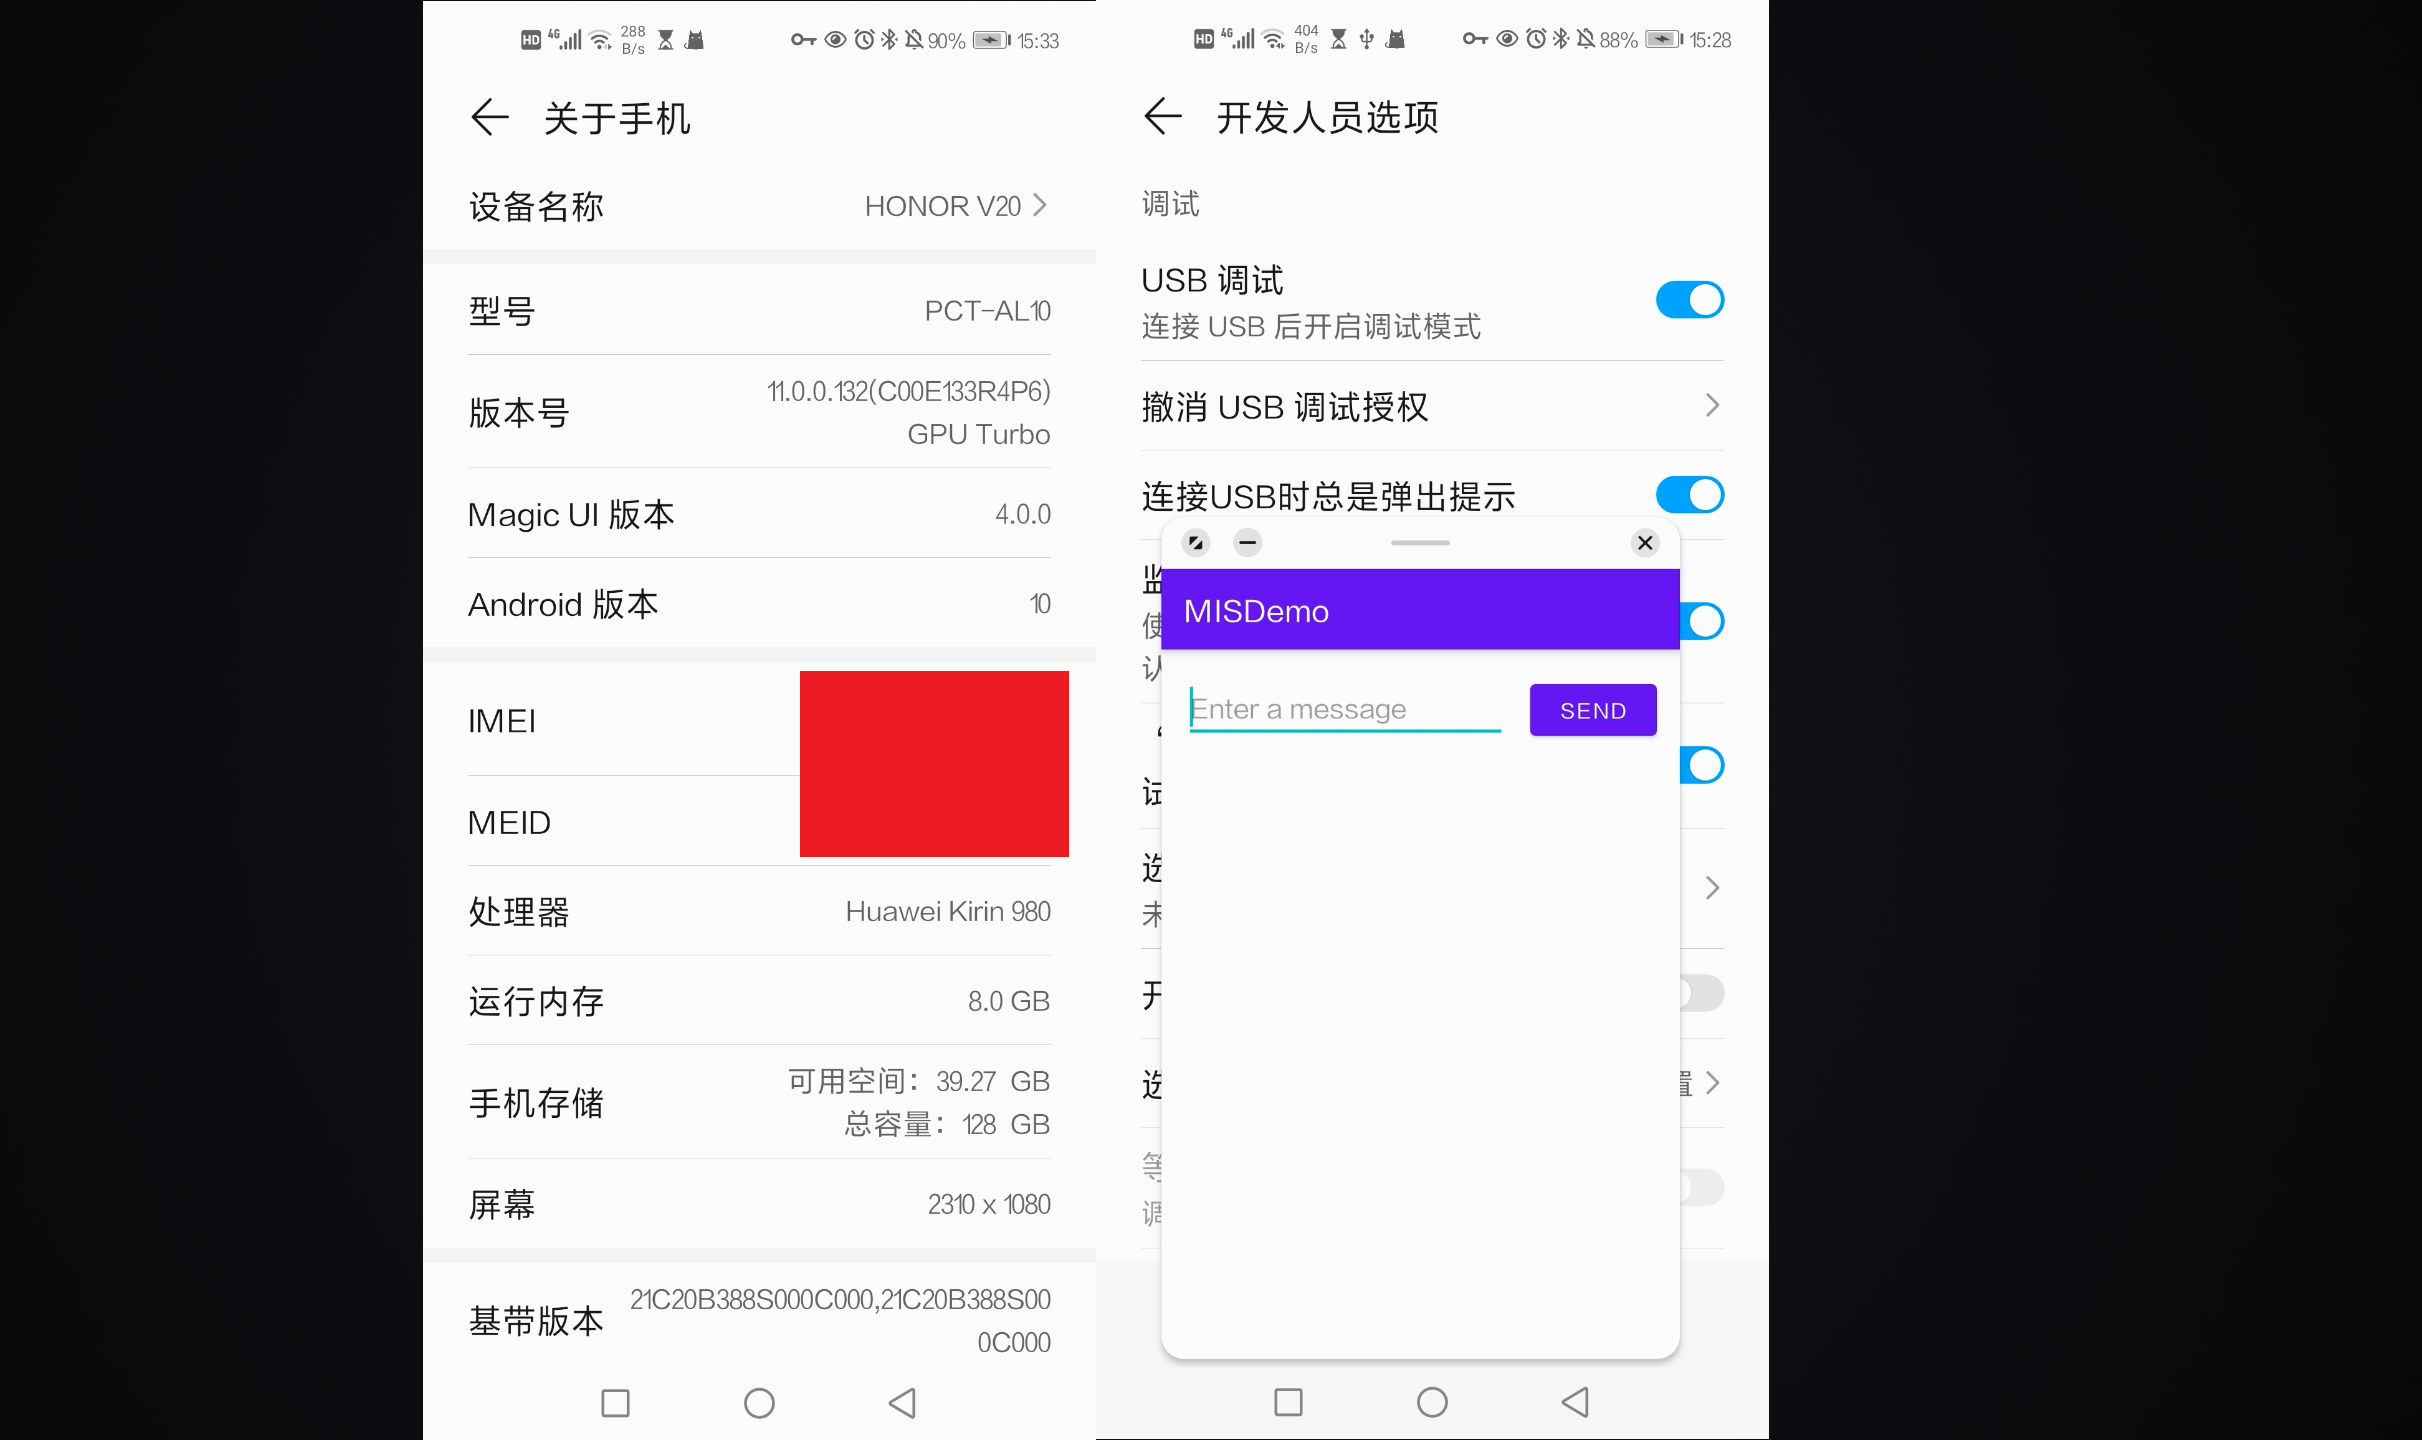 HD 4G 288 B/s 90% 15:33
关于手机
设备名称 HONOR V20
型号 PCT-AL10
版本号 11.0.0.132(C00E133R4P6)
GPU Turbo
Magic UI 版本 4.0.0
Android 版本 10
IMEI
MEID
处理器 Huawei Kirin 980
运行内存 8.0 GB
手机存储 可用空间：39.27 GB
总容量：128 GB
屏幕 2310 x 1080
基带版本 21C20B388S000C000,21C20B388S00
0C000
HD 4G 404 B/s 88% 15:28
开发人员选项
调试
USB 调试
连接 USB 后开启调试模式
撤消 USB 调试授权
连接USB时总是弹出提示
MISDemo
Enter a message
SEND
监
使
认
试
选
未
开
选 置
等
调